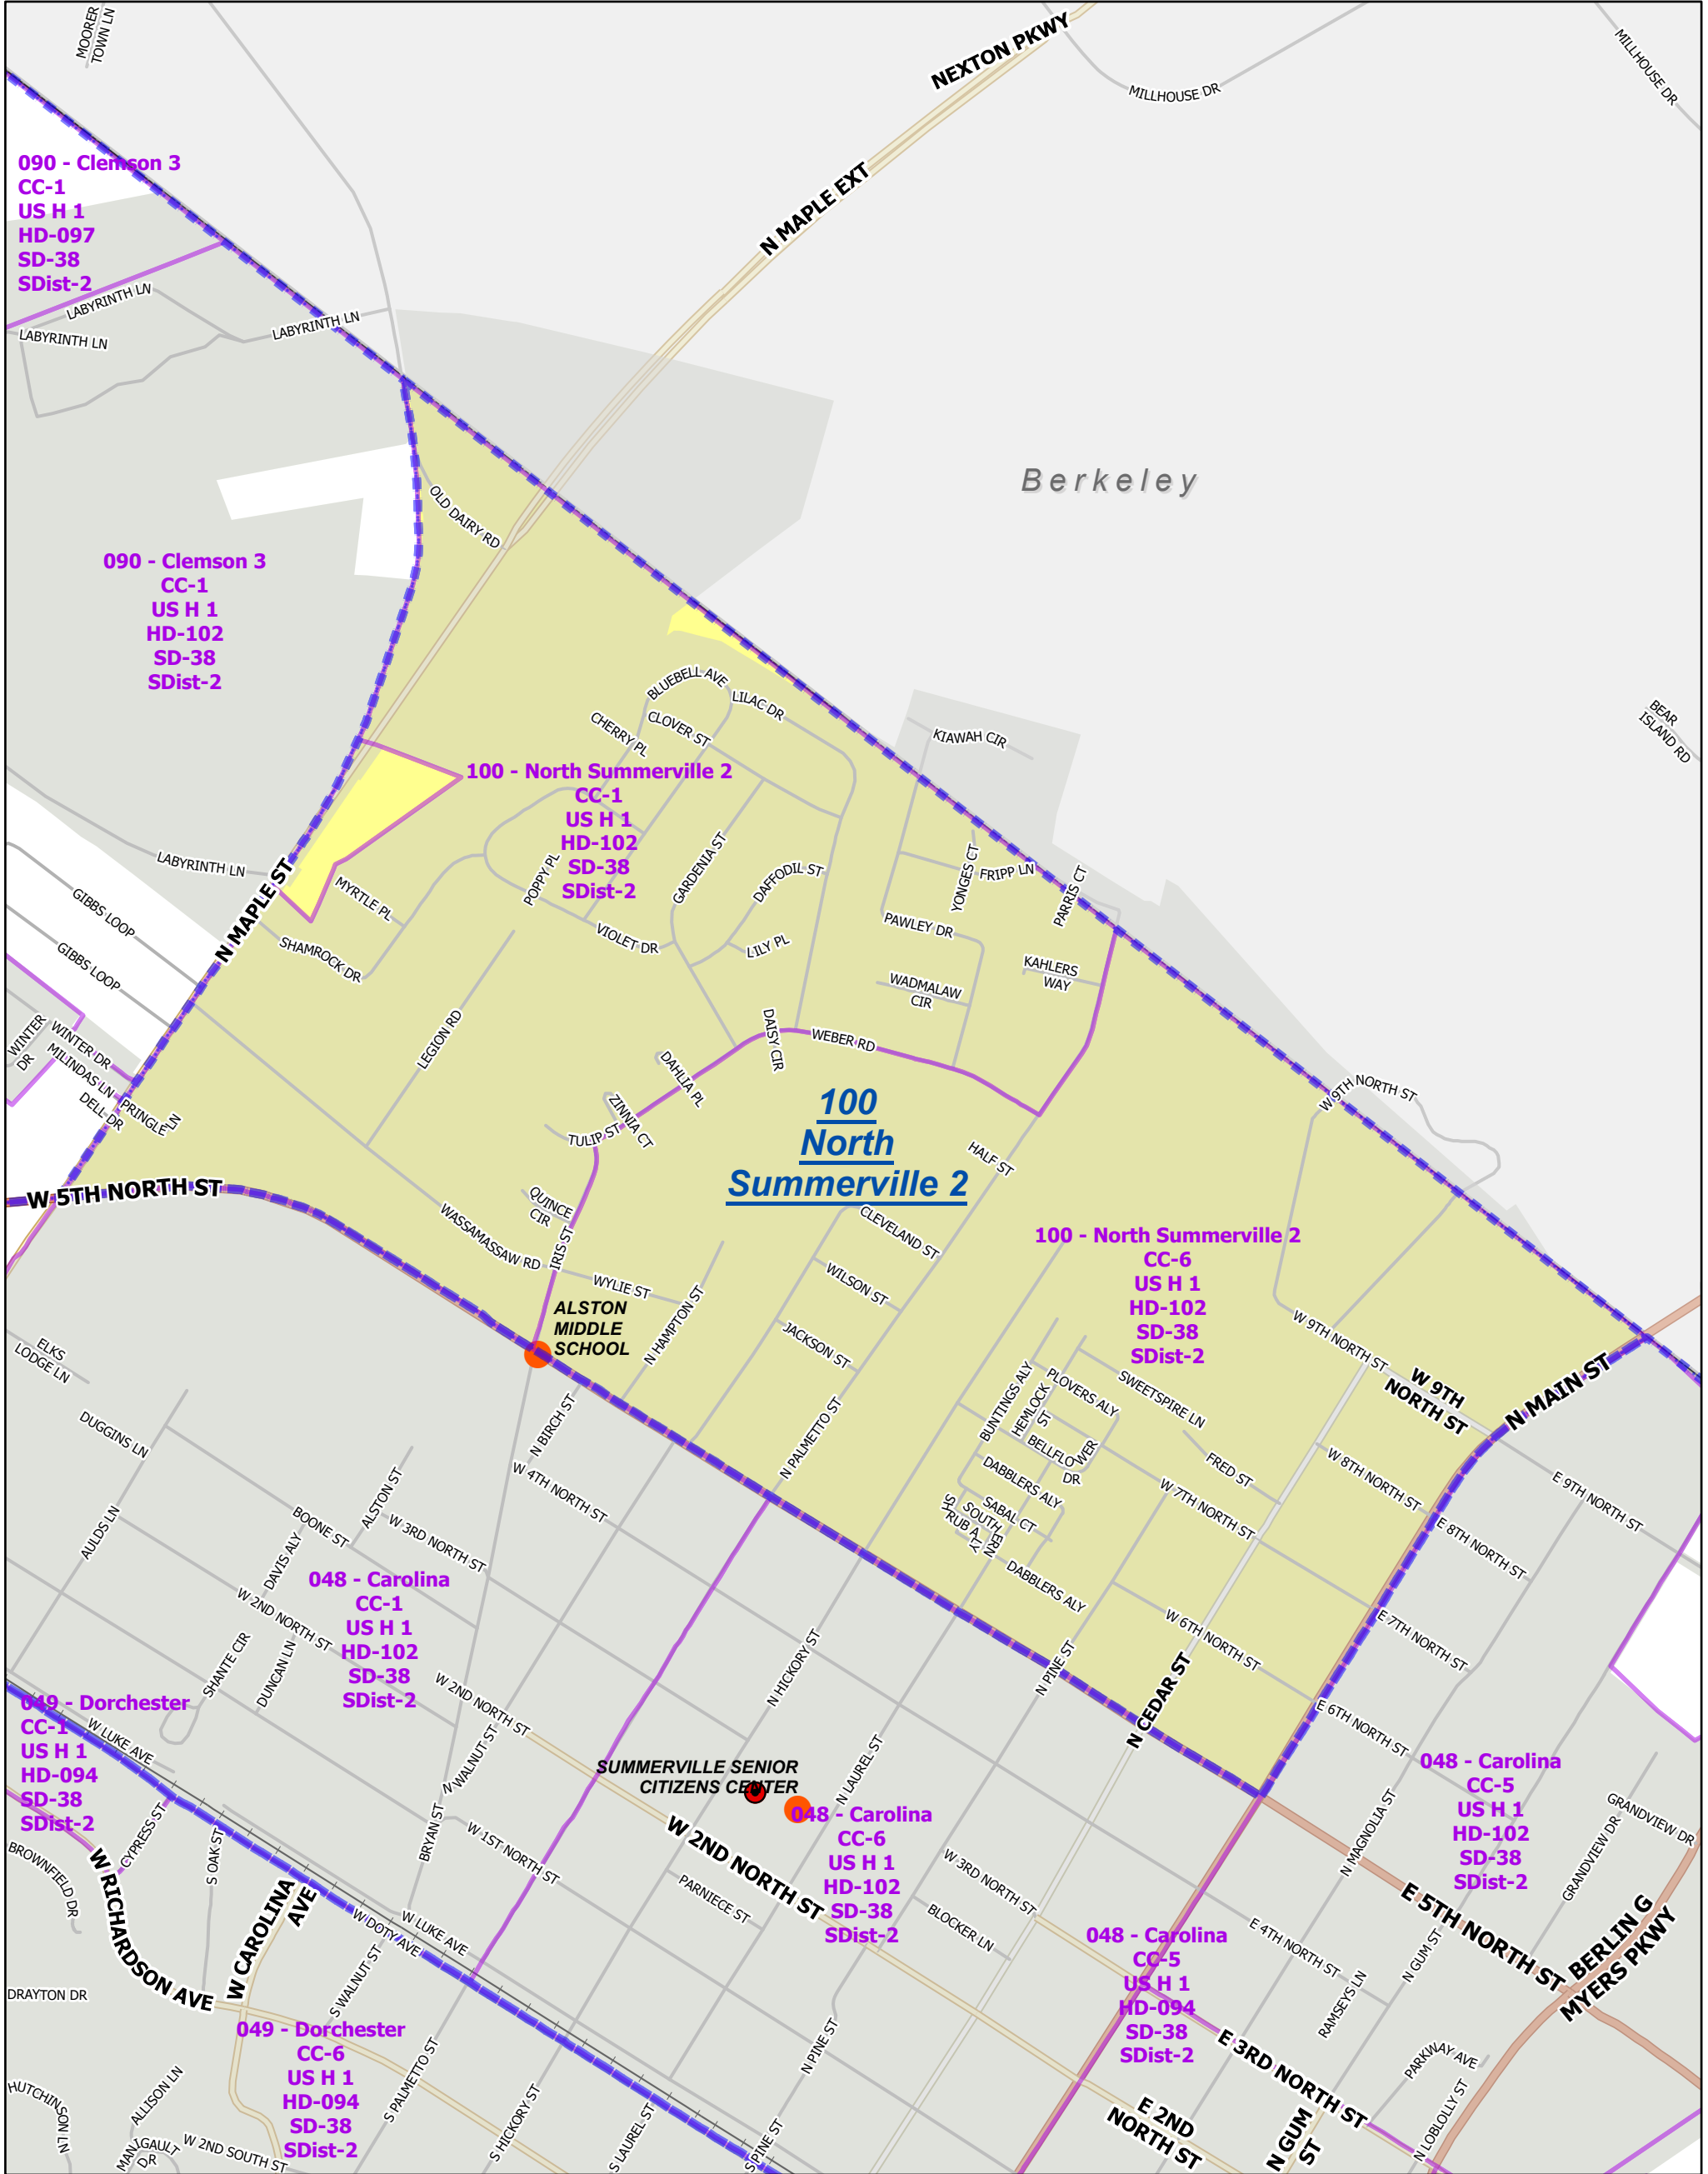 MOORER
TOWN LN
NEXTON PKWY
MILLHOUSE DR
MILLHOUSE DR
090 - Clemson 3
CC-1
US H 1
HD-097
SD-38
SDist-2
N MAPLE EXT
LABYRINTH LN
LABYRINTH LN
LABYRINTH LN
Berkeley
OLD DAIRY RD
090 - Clemson 3
CC-1
US H 1
HD-102
SD-38
SDist-2
BLUEBELL AVE
LILAC DR
CHERRY PL
CLOVER ST
KIAWAH CIR
BEAR
ISLAND RD
100 - North Summerville 2
CC-1
US H 1
HD-102
SD-38
SDist-2
LABYRINTH LN
MYRTLE PL
POPPY PL
GARDENIA ST
DAFFODIL ST
YONGES CT
FRIPP LN
PARRIS CT
GIBBS LOOP
GIBBS LOOP
N MAPLE ST
SHAMROCK DR
VIOLET DR
LILY PL
PAWLEY DR
KAHLERS
WAY
WADMALAW
CIR
WINTER
DR
WINTER DR
MILINDAS LN
DELL DR
PRINGLE LN
LEGION RD
DAISY CIR
WEBER RD
DAHLIA PL
ZINNIA CT
TULIP ST
100
North
Summerville 2
HALF ST
W 9TH NORTH ST
W 5TH NORTH ST
QUINCE
CIR
WASSAMASSAW RD
IRIS ST
WYLIE ST
CLEVELAND ST
WILSON ST
JACKSON ST
N HAMPTON ST
100 - North Summerville 2
CC-6
US H 1
HD-102
SD-38
SDist-2
ALSTON
MIDDLE
SCHOOL
W 9TH NORTH ST
W 9TH
NORTH ST
N MAIN ST
ELKS
LODGE LN
DUGGINS LN
N BIRCH ST
N PALMETTO ST
BUNTINGS ALY
HEMLOCK
ST
PLOVERS ALY
SWEETSPIRE LN
BELLFLO
WER
DR
DABBLERS ALY
SABAL CT
SOUTH
ERN
SH
RUB A
LY
DABBLERS ALY
FRED ST
W 7TH NORTH ST
W 8TH NORTH ST
E 9TH NORTH ST
E 8TH NORTH ST
AULDS LN
ALSTON ST
BOONE ST
DAVIS ALY
W 3RD NORTH ST
W 4TH NORTH ST
048 - Carolina
CC-1
US H 1
HD-102
SD-38
SDist-2
W 2ND NORTH ST
SHANTE CIR
DUNCAN LN
W 2ND NORTH ST
N HICKORY ST
N PINE ST
W 6TH NORTH ST
E 7TH NORTH ST
E 6TH NORTH ST
N CEDAR ST
049 - Dorchester
CC-1
US H 1
HD-094
SD-38
SDist-2
W LUKE AVE
N WALNUT ST
SUMMERVILLE SENIOR
CITIZENS CENTER
N LAUREL ST
048 - Carolina
CC-6
US H 1
HD-102
SD-38
SDist-2
048 - Carolina
CC-5
US H 1
HD-102
SD-38
SDist-2
GRANDVIEW DR
GRANDVIEW DR
N MAGNOLIA ST
CYPRESS ST
S OAK ST
BRYAN ST
W 1ST NORTH ST
W 2ND NORTH ST
PARNIECE ST
W 3RD NORTH ST
BLOCKER LN
BROWNFIELD DR
W RICHARDSON AVE
W CAROLINA
AVE
W DOTY AVE
W LUKE AVE
S WALNUT ST
048 - Carolina
CC-5
US H 1
HD-094
SD-38
SDist-2
E 4TH NORTH ST
N GUM ST
RAMSEYS LN
E 5TH NORTH ST
BERLIN G
MYERS PKWY
DRAYTON DR
049 - Dorchester
CC-6
US H 1
HD-094
SD-38
SDist-2
S PALMETTO ST
N PINE ST
E 3RD NORTH ST
PARKWAY AVE
HUTCHINSON LN
ALLISON LN
MANIGAULT
DR
W 2ND SOUTH ST
S HICKORY ST
S LAUREL ST
S PINE ST
E 2ND
NORTH ST
N GUM
ST
N LOBLOLLY ST